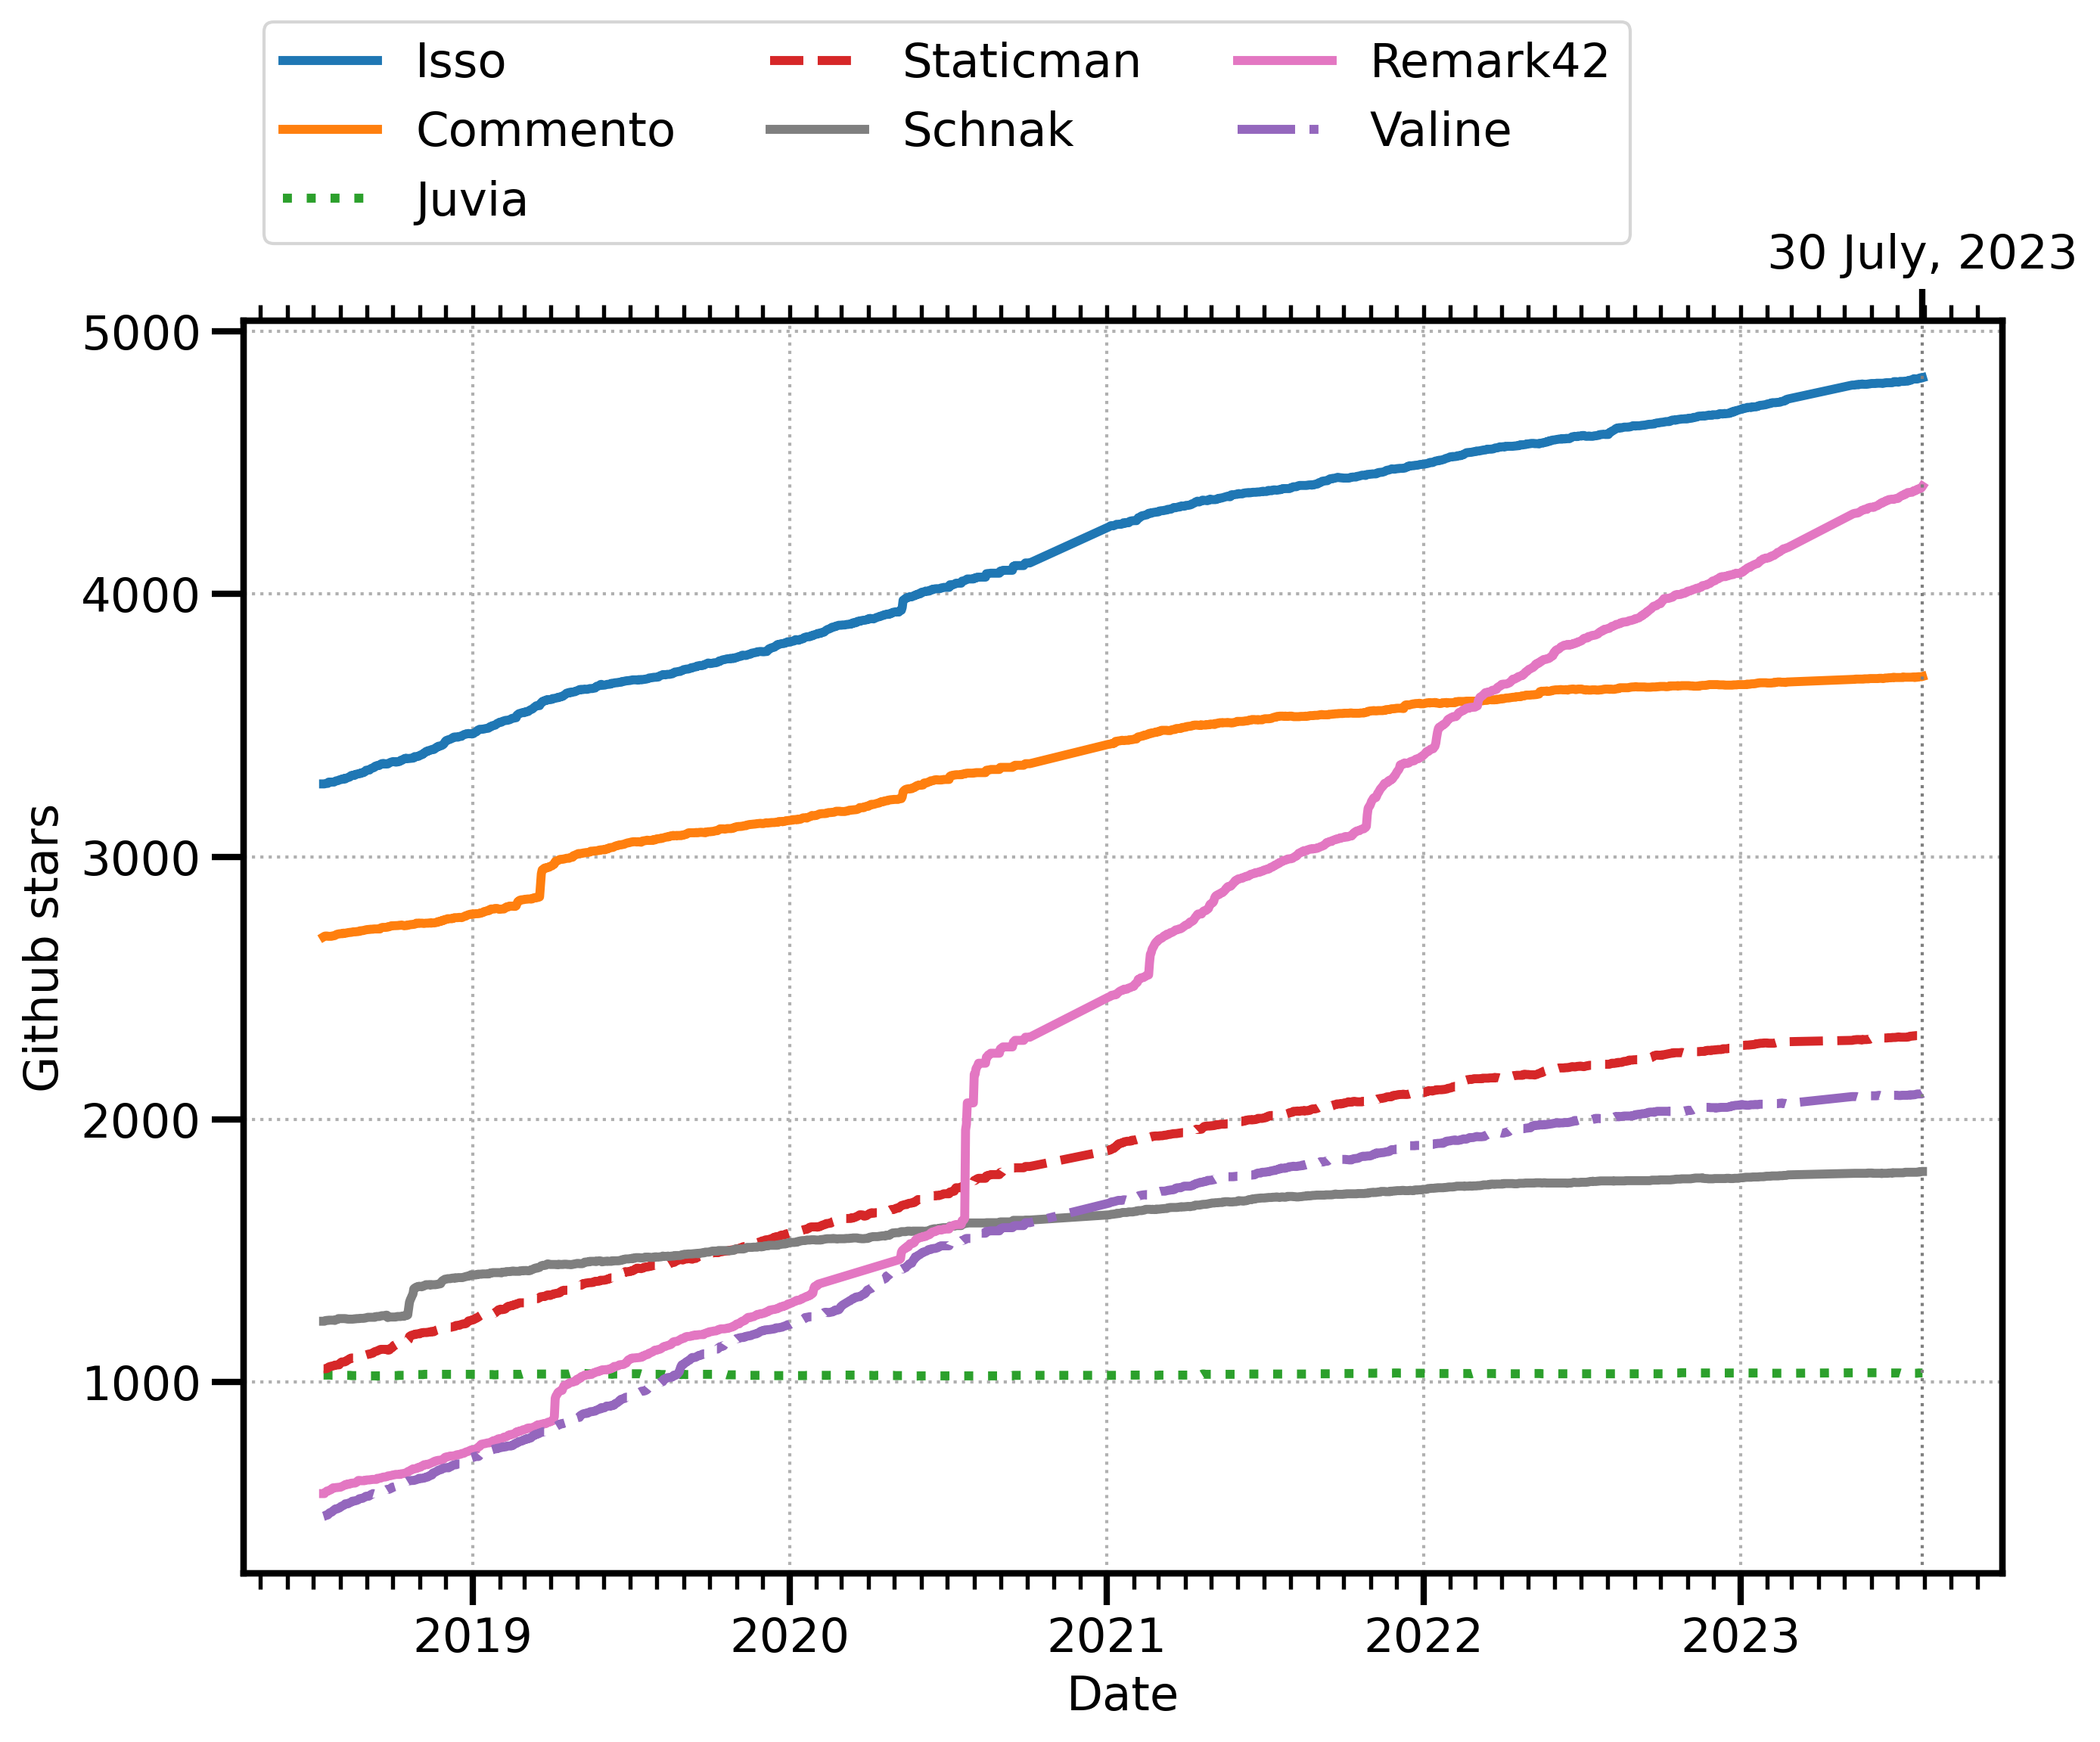 Isso
Commento
Juvia
Staticman
Schnak
Remark42
Valine
30 July, 2023
5000
4000
3000
2000
1000
Github stars
2019
2020
2021
2022
2023
Date